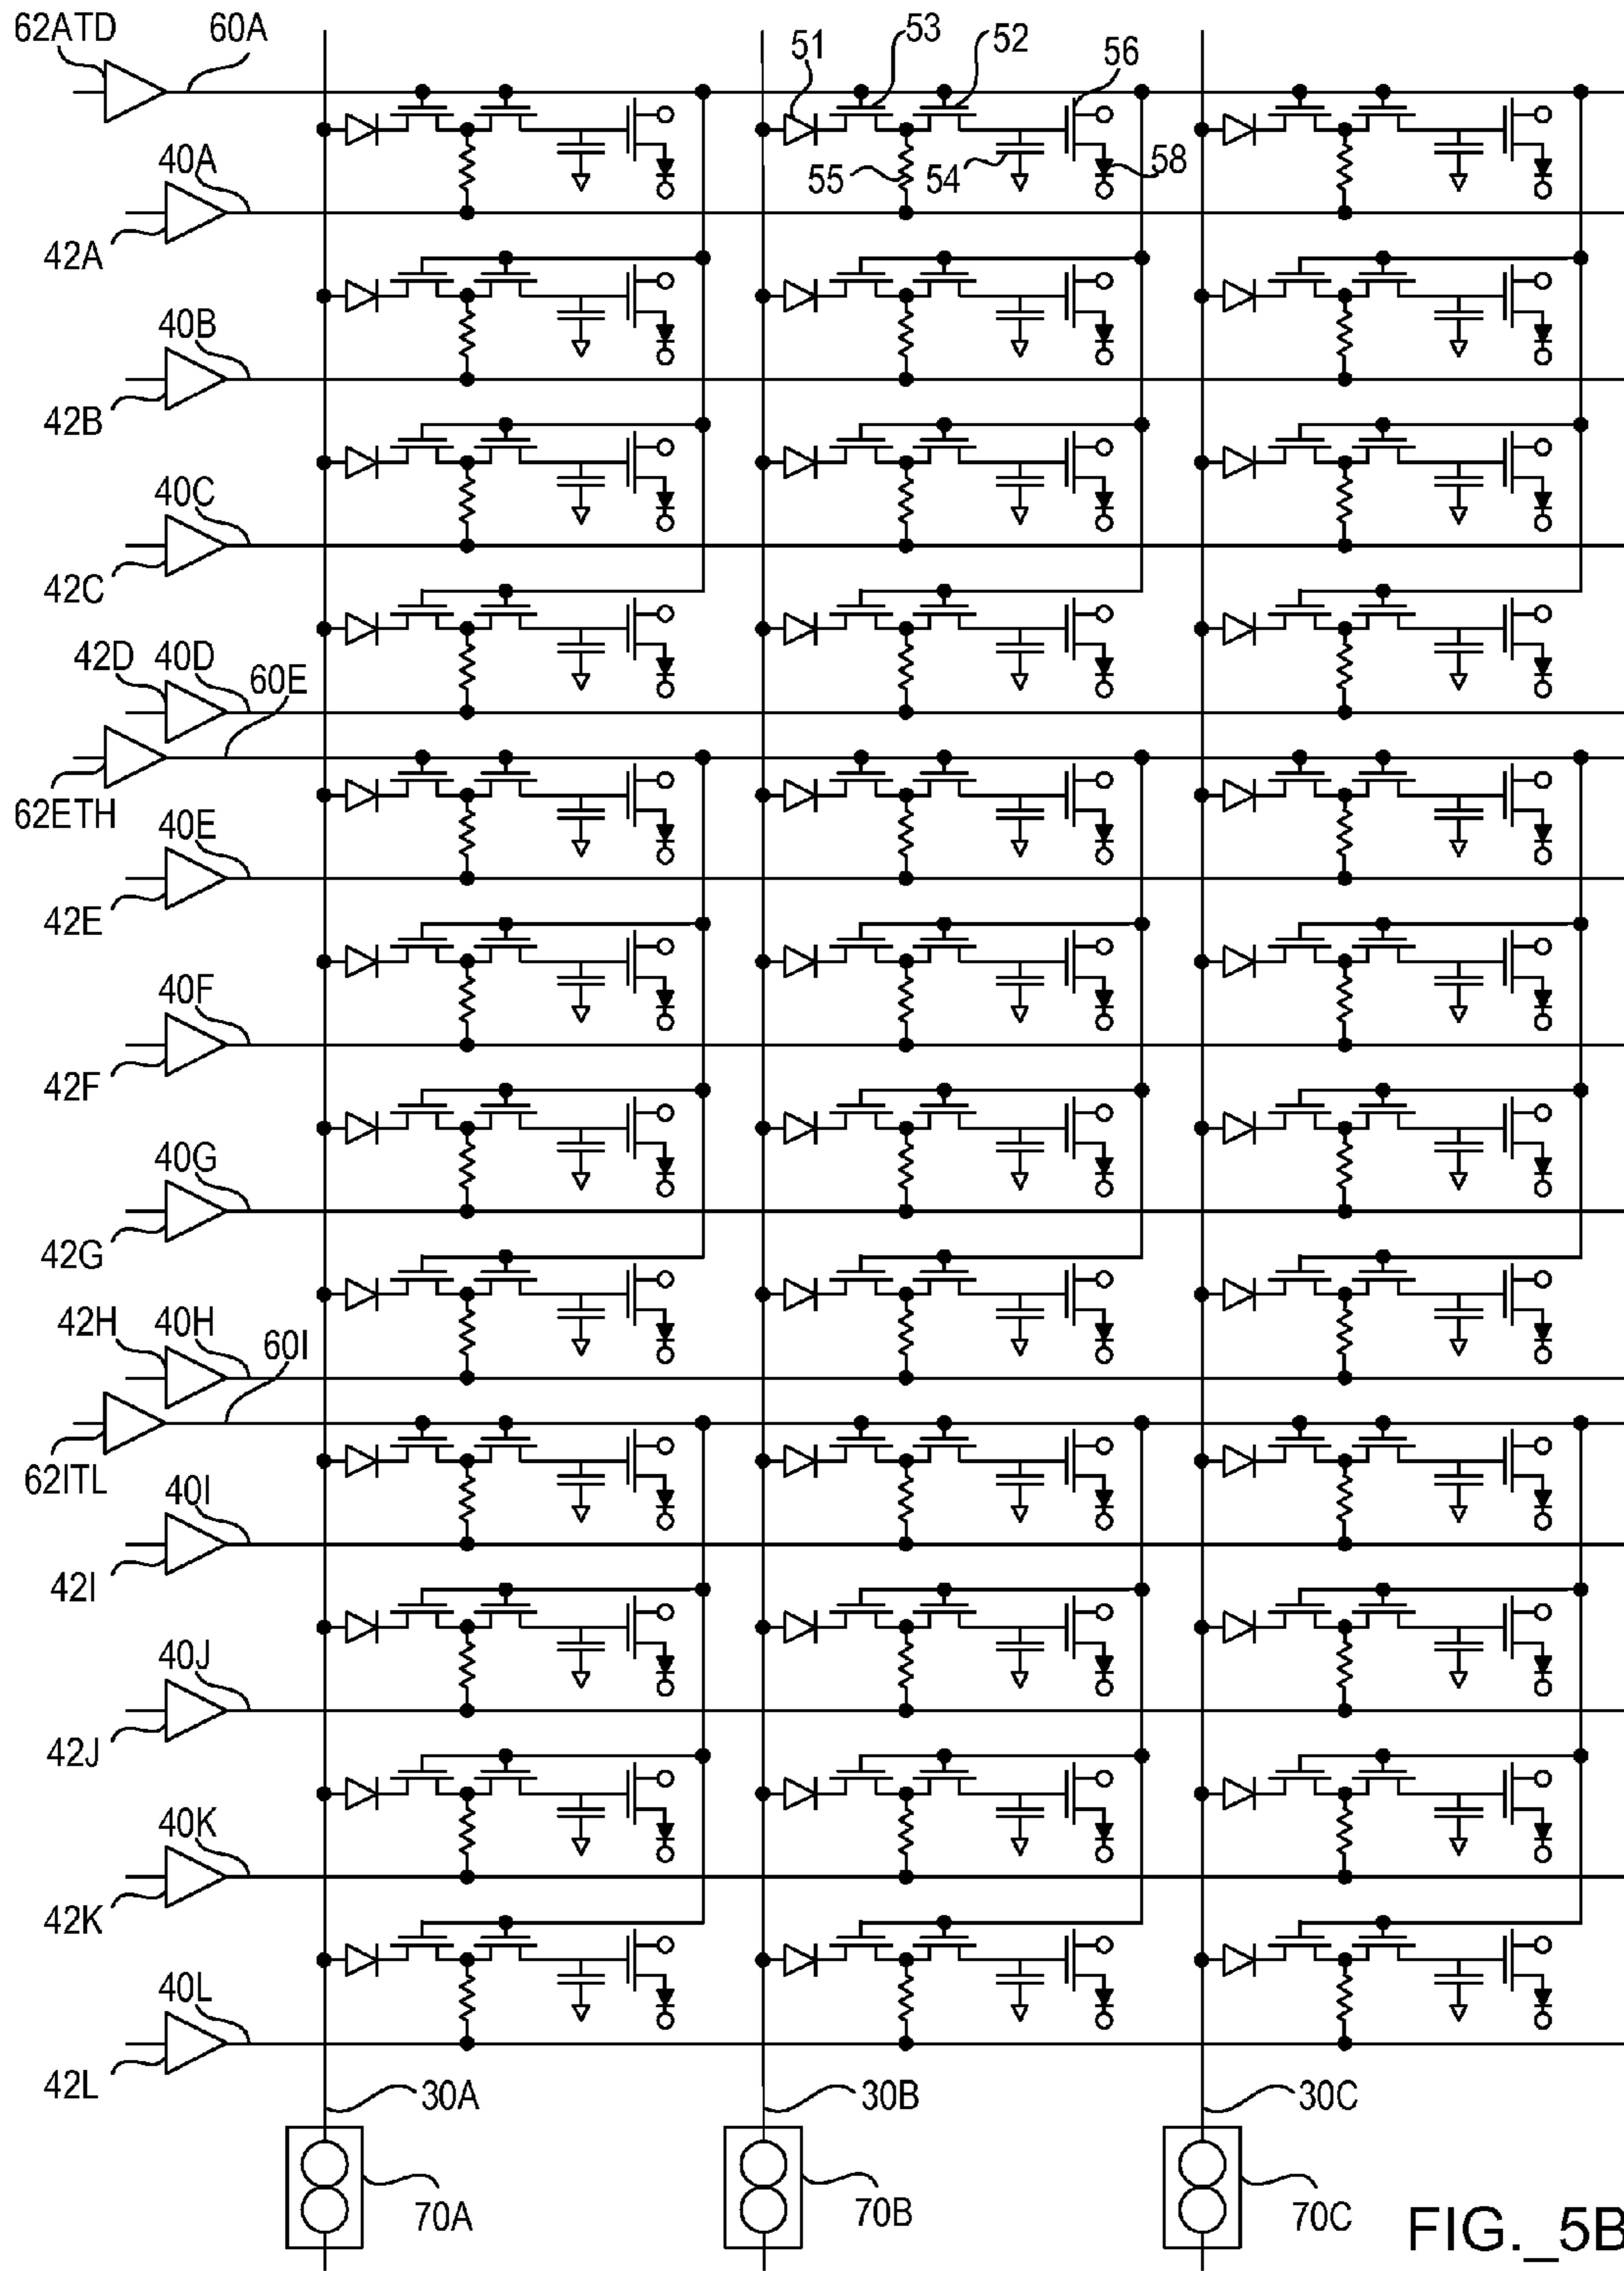 62ATD 60A 51 53 52 56
40A 55 54 58
42A
40B
42B
40C
42C
42D 40D 60E
62ETH
40E
42E
40F
42F
40G
42G
42H 40H 60I
62ITL
40I
42I
40J
42J
40K
42K
40L
42L
30A 30B 30C
70A 70B 70C
FIG._5B